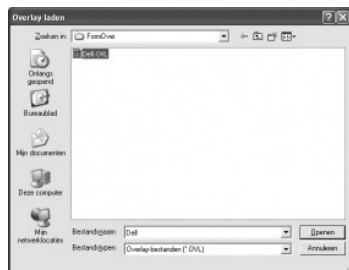 Overlay laden
Zoeken in: FormOver
Dell.OVL
Onlangs
geopend
Bureaublad
Mijn documenten
Deze computer
Mijn
netwerklocaties
Bestandsnaam: Dell Openen
Bestandstypen: Overlay-bestanden (*.OVL) Annuleren